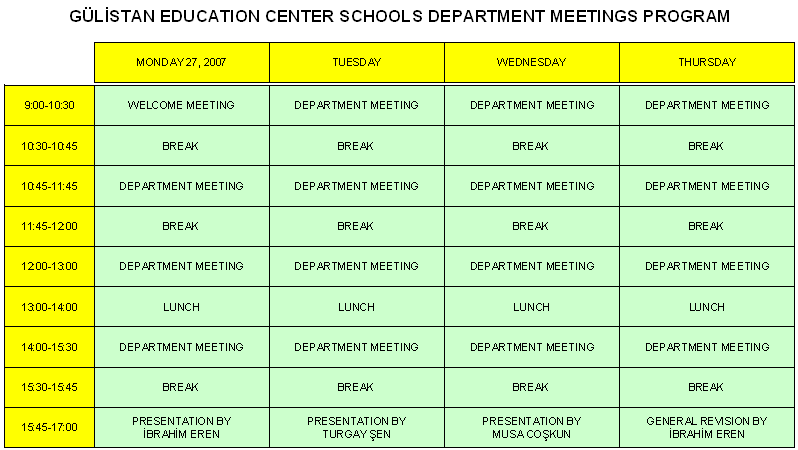 GÜLİSTAN EDUCATION CENTER SCHOOLS DEPARTMENT MEETINGS PROGRAM
MONDAY 27, 2007 TUESDAY WEDNESDAY THURSDAY
9:00-10:30 WELCOME MEETING DEPARTMENT MEETING DEPARTMENT MEETING DEPARTMENT MEETING
10:30-10:45 BREAK BREAK BREAK BREAK
10:45-11:45 DEPARTMENT MEETING DEPARTMENT MEETING DEPARTMENT MEETING DEPARTMENT MEETING
11:45-12:00 BREAK BREAK BREAK BREAK
12:00-13:00 DEPARTMENT MEETING DEPARTMENT MEETING DEPARTMENT MEETING DEPARTMENT MEETING
13:00-14:00 LUNCH LUNCH LUNCH LUNCH
14:00-15:30 DEPARTMENT MEETING DEPARTMENT MEETING DEPARTMENT MEETING DEPARTMENT MEETING
15:30-15:45 BREAK BREAK BREAK BREAK
15:45-17:00 PRESENTATION BY İBRAHİM EREN PRESENTATION BY TURGAY ŞEN PRESENTATION BY MUSA COŞKUN GENERAL REVISION BY İBRAHİM EREN